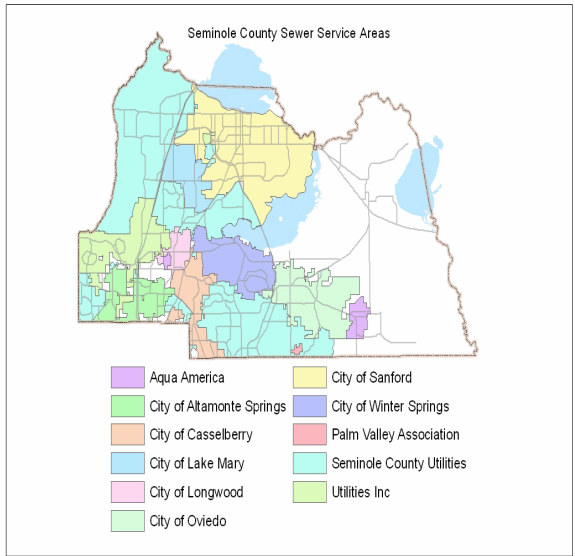 Seminole County Sewer Service Areas
Aqua America
City of Altamonte Springs
City of Casselberry
City of Lake Mary
City of Longwood
City of Oviedo
City of Sanford
City of Winter Springs
Palm Valley Association
Seminole County Utilities
Utilities Inc